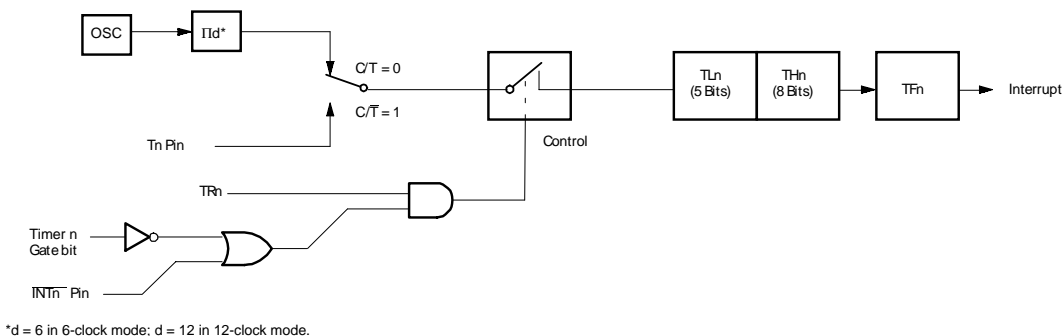 OSC
Πd*
C/T = 0
C/T̅ = 1
Tn Pin
Control
TLn
(5 Bits)
THn
(8 Bits)
TFn
Interrupt
TRn
Timer n
Gate bit
I̅N̅T̅n̅ Pin
*d = 6 in 6-clock mode; d = 12 in 12-clock mode.